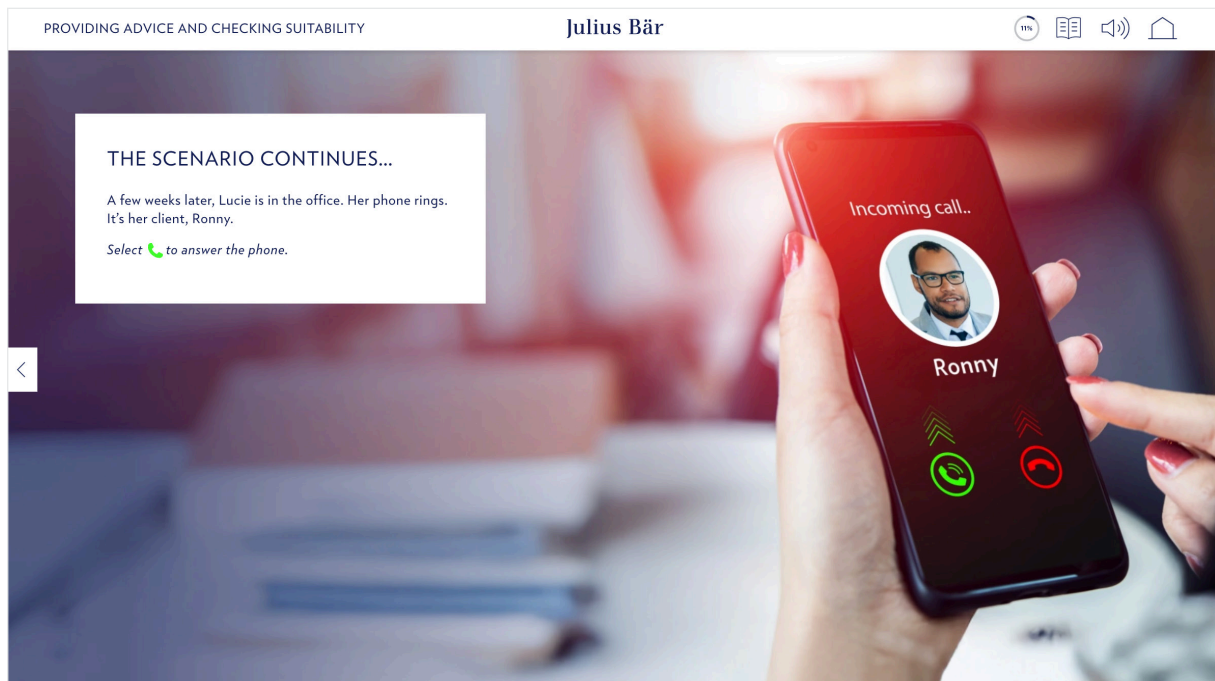 PROVIDING ADVICE AND CHECKING SUITABILITY
Julius Bär
11%
THE SCENARIO CONTINUES...
A few weeks later, Lucie is in the office. Her phone rings.
It's her client, Ronny.
Select to answer the phone.
Incoming call..
Ronny